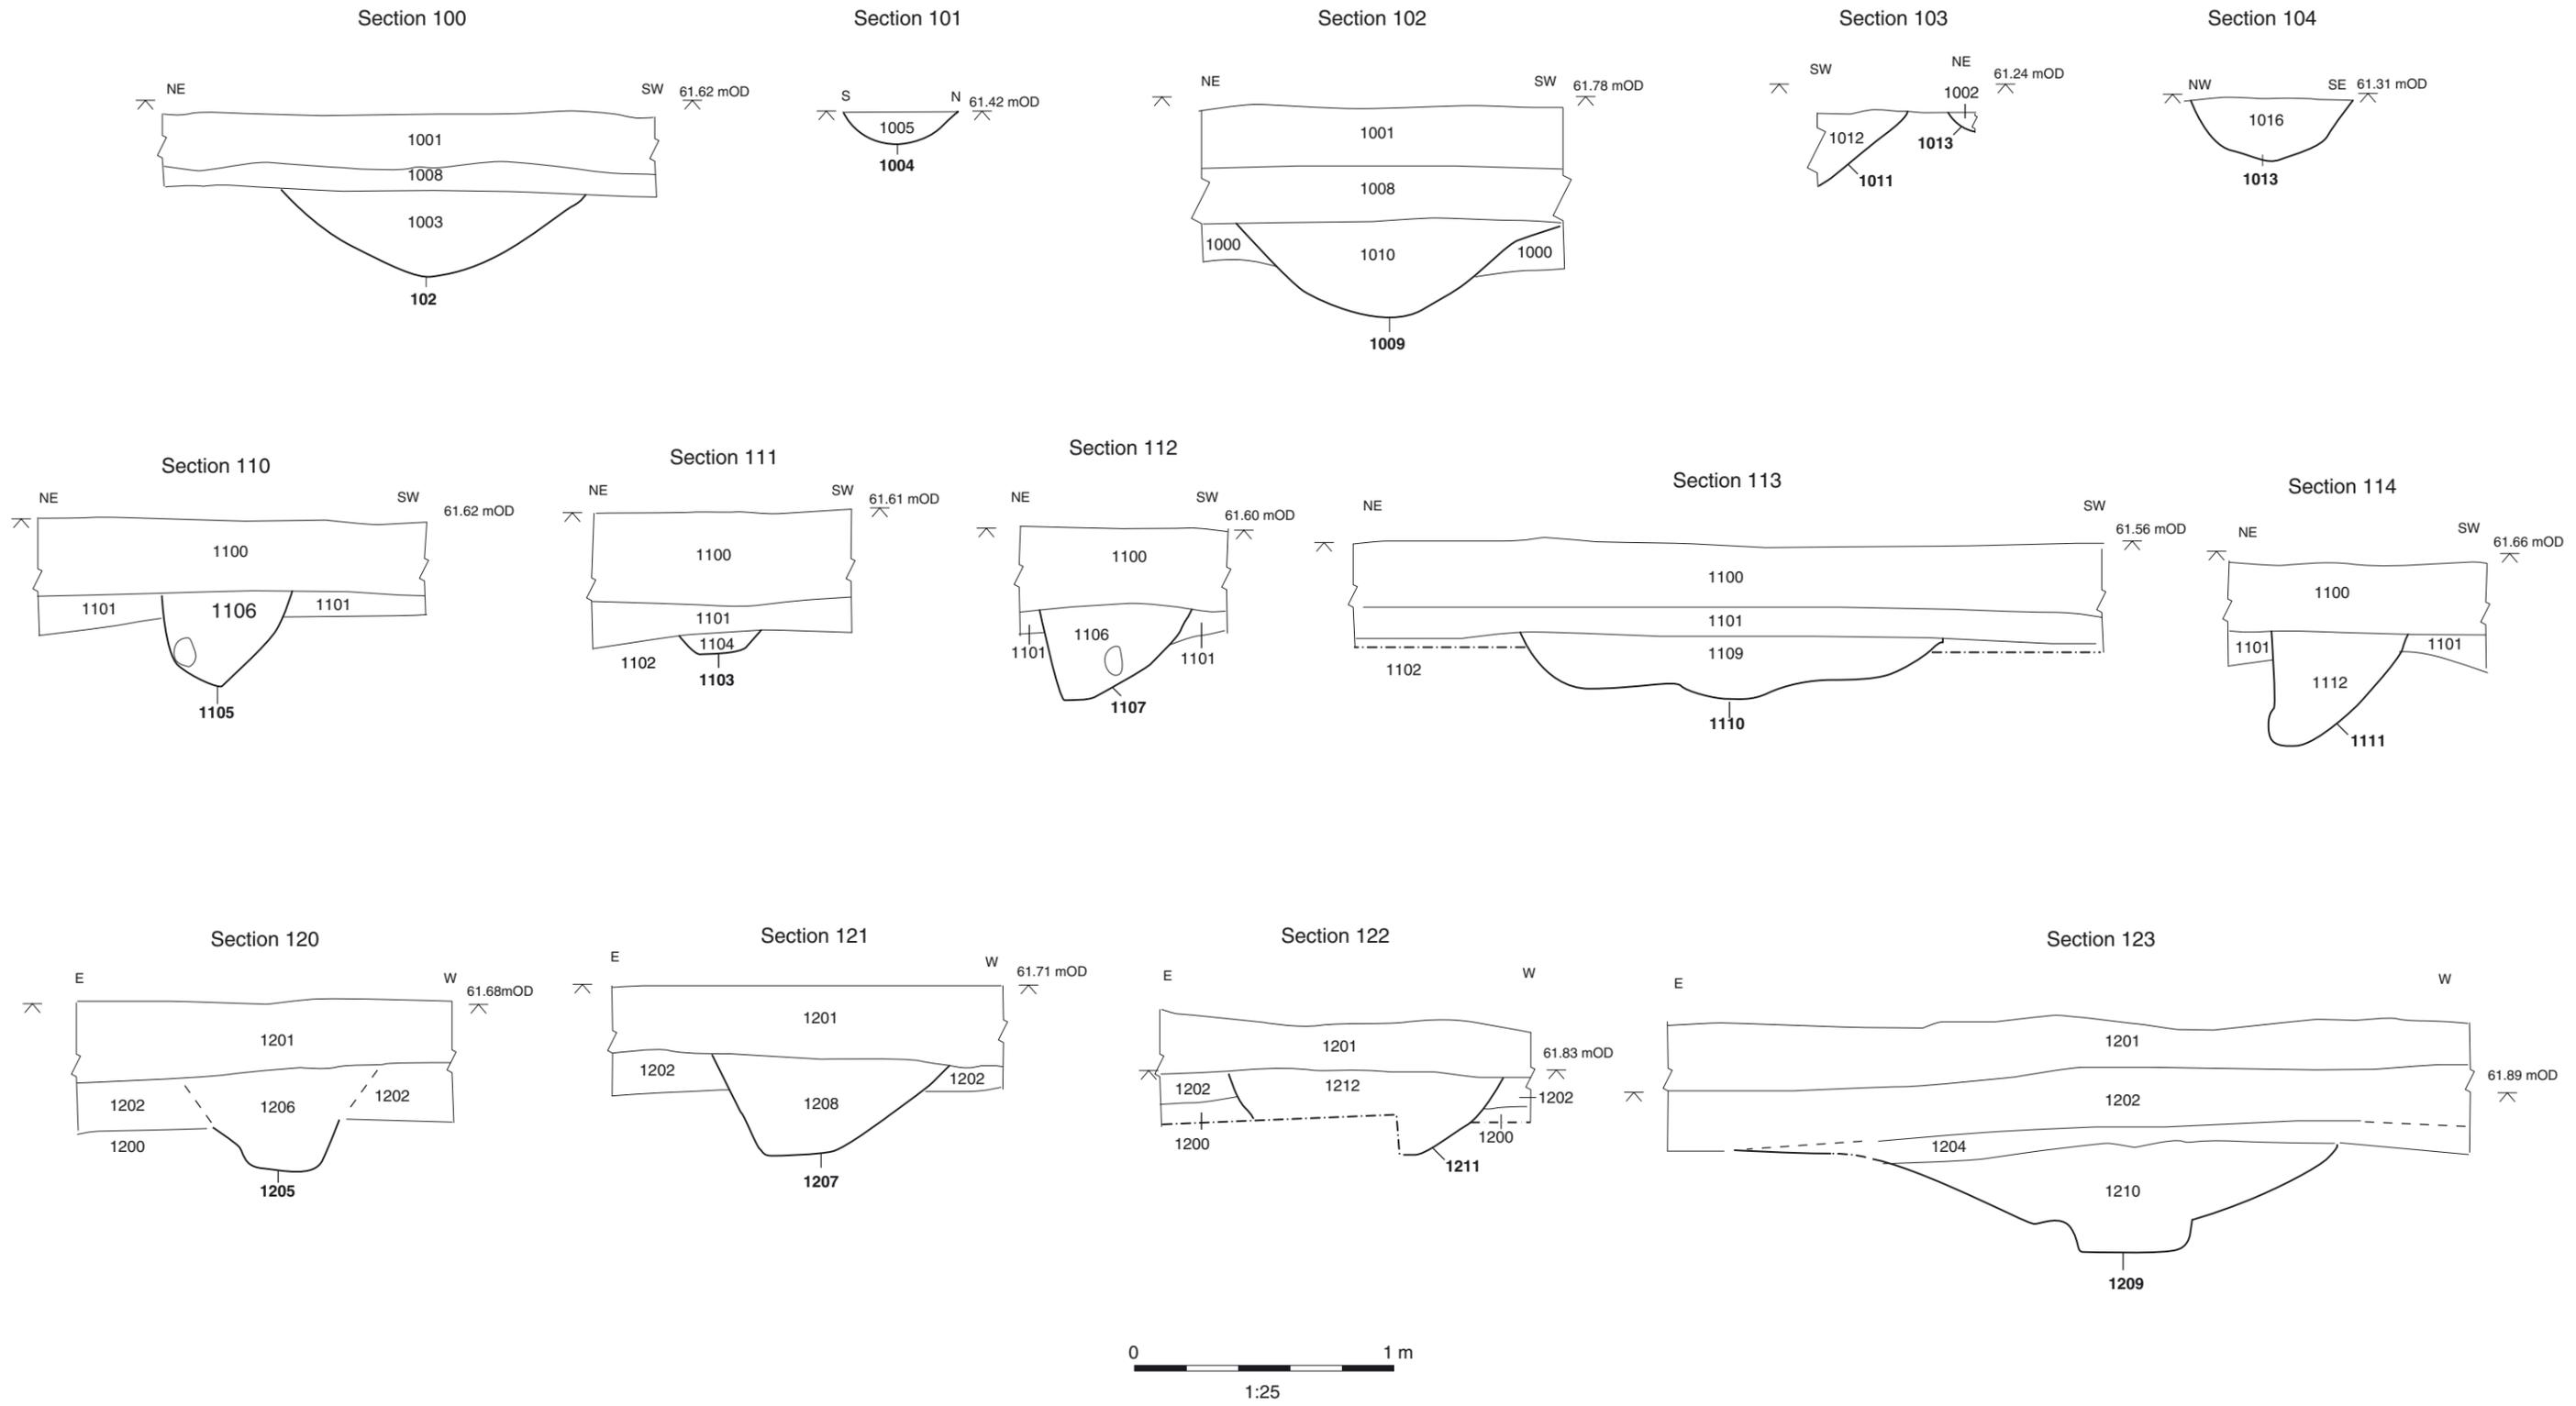 Section 100
NE SW 61.62 mOD
1001
1008
1003
102
Section 101
S N 61.42 mOD
1005
1004
Section 102
NE SW 61.78 mOD
1001
1008
1000 1010 1000
1009
Section 103
SW NE 61.24 mOD
1002
1012 1013
1011
Section 104
NW SE 61.31 mOD
1016
1013
Section 110
NE SW 61.62 mOD
1100
1101 1106 1101
1105
Section 111
NE SW 61.61 mOD
1100
1101
1104
1102
1103
Section 112
NE SW 61.60 mOD
1100
1106
1101 1101
1107
Section 113
NE SW 61.56 mOD
1100
1101
1109
1102
1110
Section 114
NE SW 61.66 mOD
1100
1101 1101
1112
1111
Section 120
E W 61.68mOD
1201
1202 1206 1202
1200
1205
Section 121
E W 61.71 mOD
1201
1202 1202
1208
1207
Section 122
E W
1201 61.83 mOD
1202 1212 1202
1200 1200
1211
Section 123
E W
1201
61.89 mOD
1202
1204
1210
1209
0 1 m
1:25